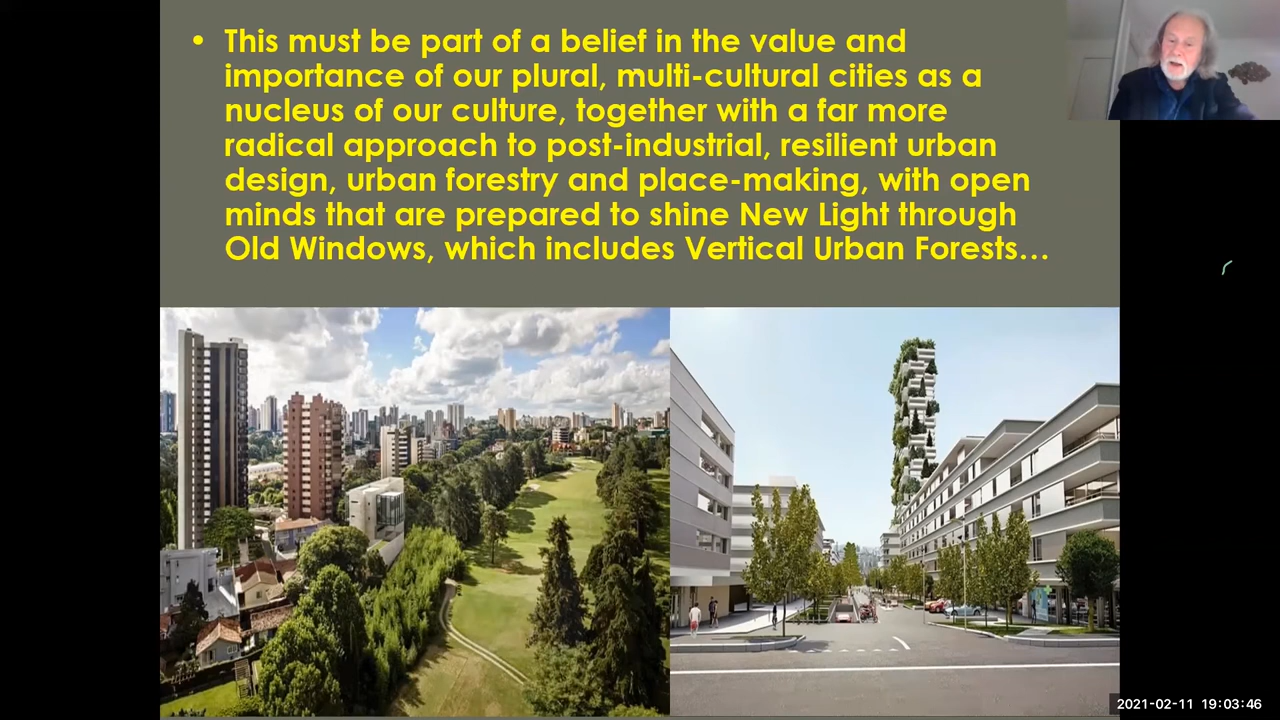 • This must be part of a belief in the value and
importance of our plural, multi-cultural cities as a
nucleus of our culture, together with a far more
radical approach to post-industrial, resilient urban
design, urban forestry and place-making, with open
minds that are prepared to shine New Light through
Old Windows, which includes Vertical Urban Forests…
2021-02-11 19:03:46